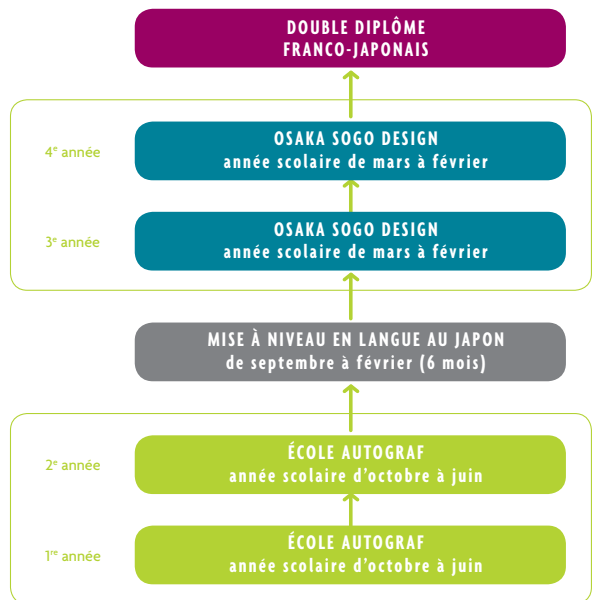 DOUBLE DIPLÔME
FRANCO-JAPONAIS
4e année
OSAKA SOGO DESIGN
année scolaire de mars à février
3e année
OSAKA SOGO DESIGN
année scolaire de mars à février
MISE À NIVEAU EN LANGUE AU JAPON
de septembre à février (6 mois)
2e année
ÉCOLE AUTOGRAF
année scolaire d'octobre à juin
1re année
ÉCOLE AUTOGRAF
année scolaire d'octobre à juin